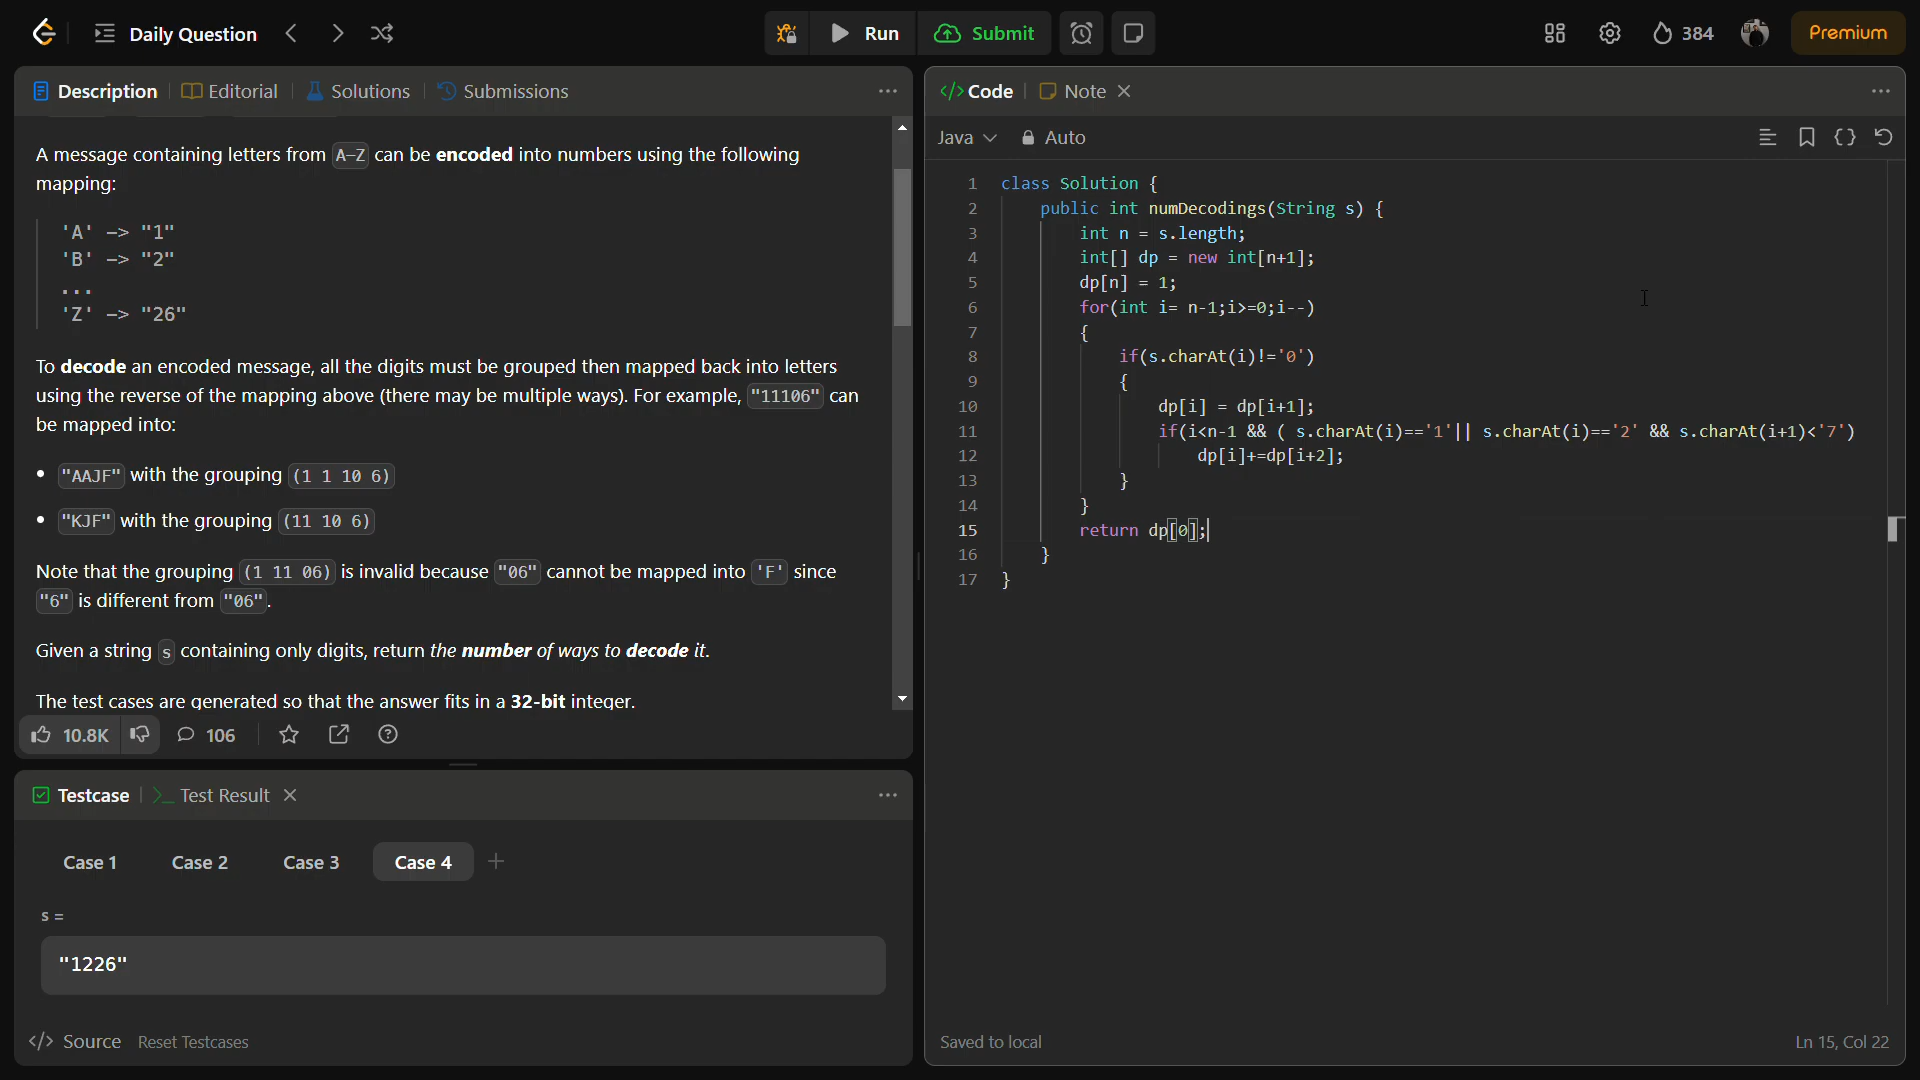 Daily Question
Run
Submit
384
Premium
Description
Editorial
Solutions
Submissions
A message containing letters from A-Z can be encoded into numbers using the following
mapping:
'A' -> "1"
'B' -> "2"
...
'Z' -> "26"
To decode an encoded message, all the digits must be grouped then mapped back into letters
using the reverse of the mapping above (there may be multiple ways). For example, "11106" can
be mapped into:
• "AAJF" with the grouping (1 1 10 6)
• "KJF" with the grouping (11 10 6)
Note that the grouping (1 11 06) is invalid because "06" cannot be mapped into 'F' since
"6" is different from "06".
Given a string s containing only digits, return the number of ways to decode it.
The test cases are generated so that the answer fits in a 32-bit integer.
10.8K
106
Testcase
Test Result
Case 1
Case 2
Case 3
Case 4
s =
"1226"
Source
Reset Testcases
</> Code
Note
Java
Auto
1 class Solution {
2 public int numDecodings(String s) {
3 int n = s.length;
4 int[] dp = new int[n+1];
5 dp[n] = 1;
6 for(int i= n-1;i>=0;i--)
7 {
8 if(s.charAt(i)!='0')
9 {
10 dp[i] = dp[i+1];
11 if(i<n-1 && ( s.charAt(i)=='1'|| s.charAt(i)=='2' && s.charAt(i+1)<'7')
12 dp[i]+=dp[i+2];
13 }
14 }
15 return dp[0];
16 }
17 }
Saved to local
Ln 15, Col 22